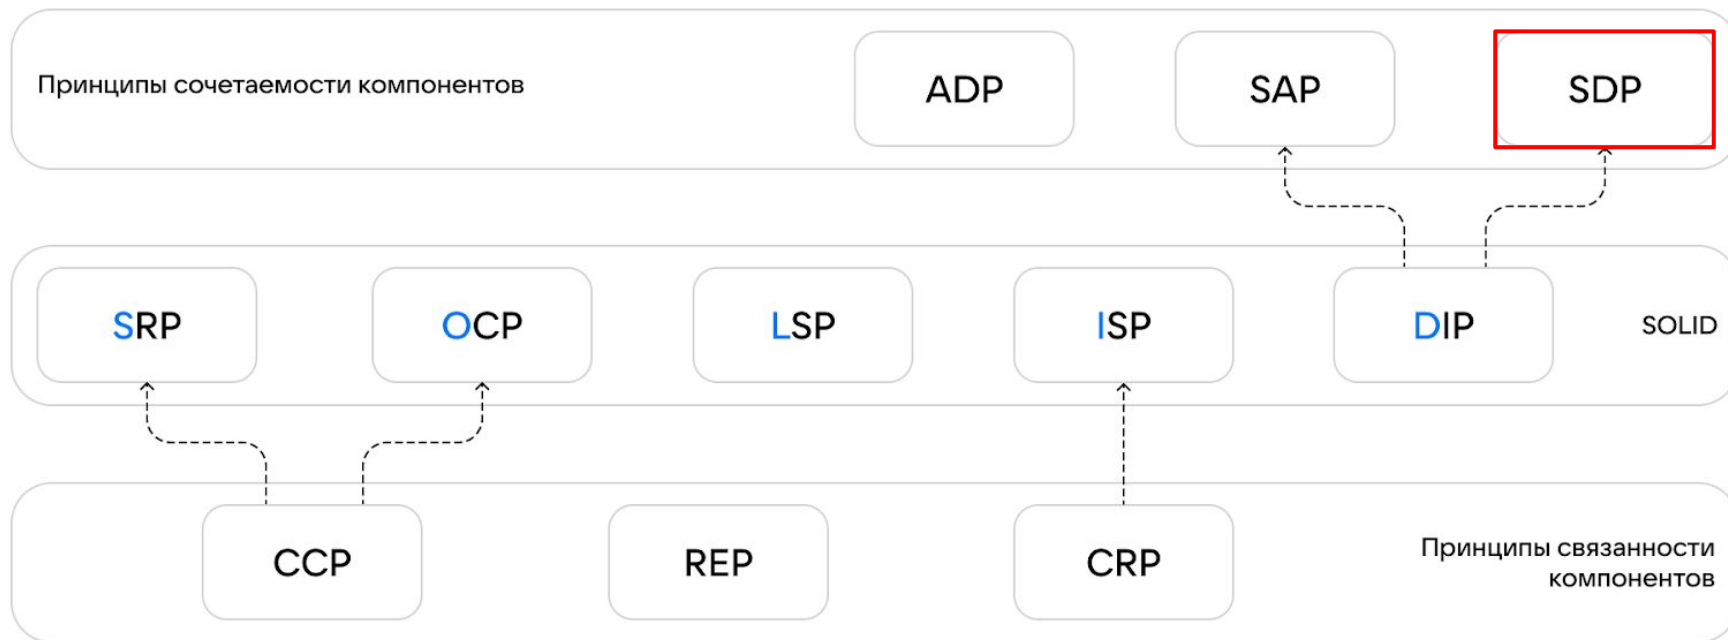 Принципы сочетаемости компонентов
ADP
SAP
SDP
SRP
OCP
LSP
ISP
DIP
SOLID
CCP
REP
CRP
Принципы связанности
компонентов